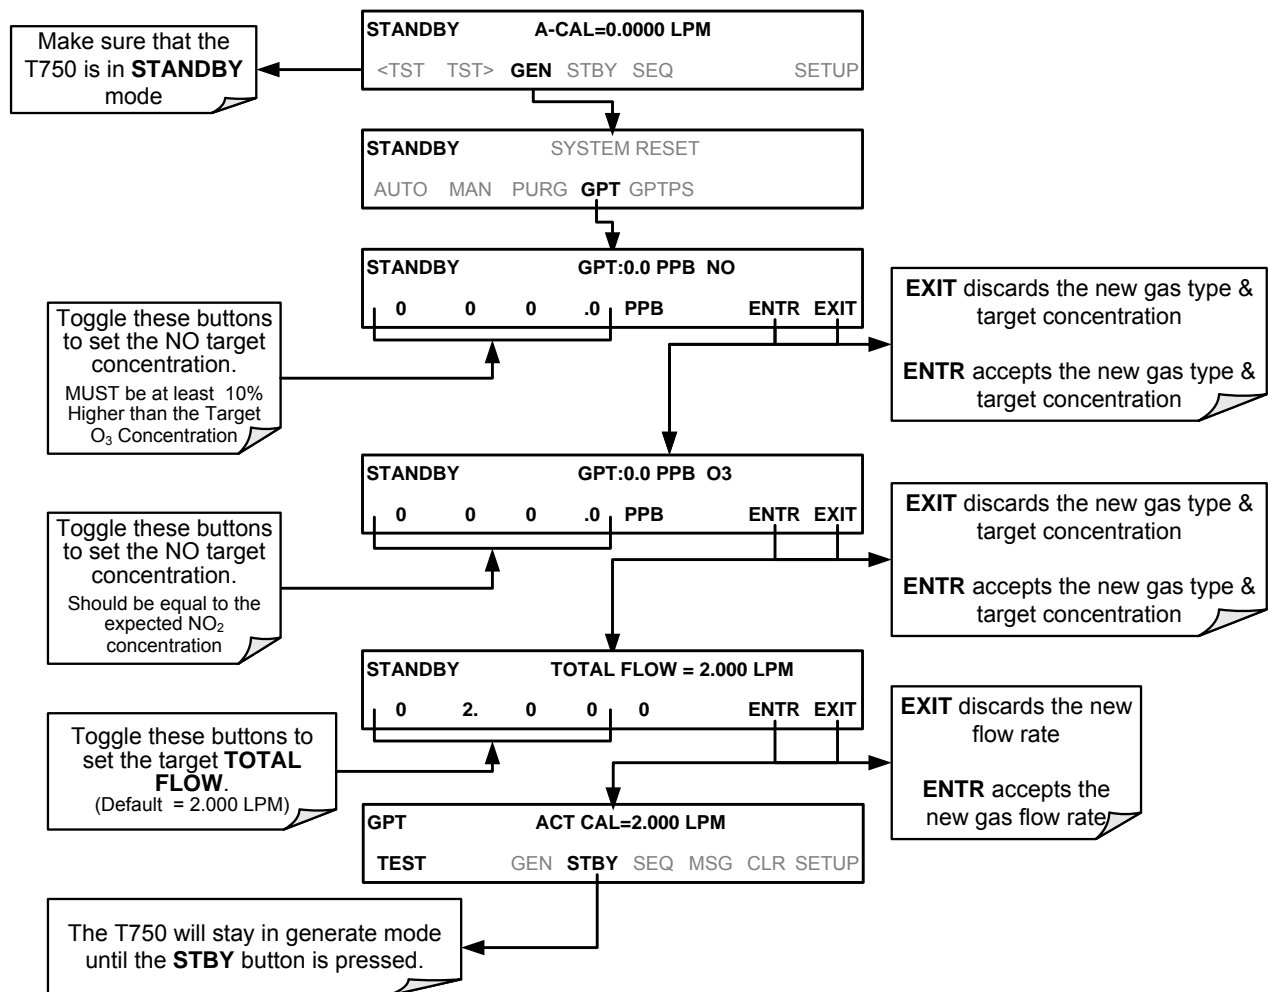 Make sure that the
T750 is in STANDBY
mode
STANDBY A-CAL=0.0000 LPM
<TST TST> GEN STBY SEQ SETUP
STANDBY SYSTEM RESET
AUTO MAN PURG GPT GPTPS
STANDBY GPT:0.0 PPB NO
0 0 0 .0 PPB ENTR EXIT
Toggle these buttons
to set the NO target
concentration.
MUST be at least 10%
Higher than the Target
O₃ Concentration
EXIT discards the new gas type &
target concentration
ENTR accepts the new gas type &
target concentration
STANDBY GPT:0.0 PPB O3
0 0 0 .0 PPB ENTR EXIT
Toggle these buttons
to set the NO target
concentration.
Should be equal to the
expected NO₂
concentration
EXIT discards the new gas type &
target concentration
ENTR accepts the new gas type &
target concentration
STANDBY TOTAL FLOW = 2.000 LPM
0 2. 0 0 0 ENTR EXIT
Toggle these buttons to
set the target TOTAL
FLOW.
(Default = 2.000 LPM)
EXIT discards the new
flow rate
ENTR accepts the
new gas flow rate
GPT ACT CAL=2.000 LPM
TEST GEN STBY SEQ MSG CLR SETUP
The T750 will stay in generate mode
until the STBY button is pressed.